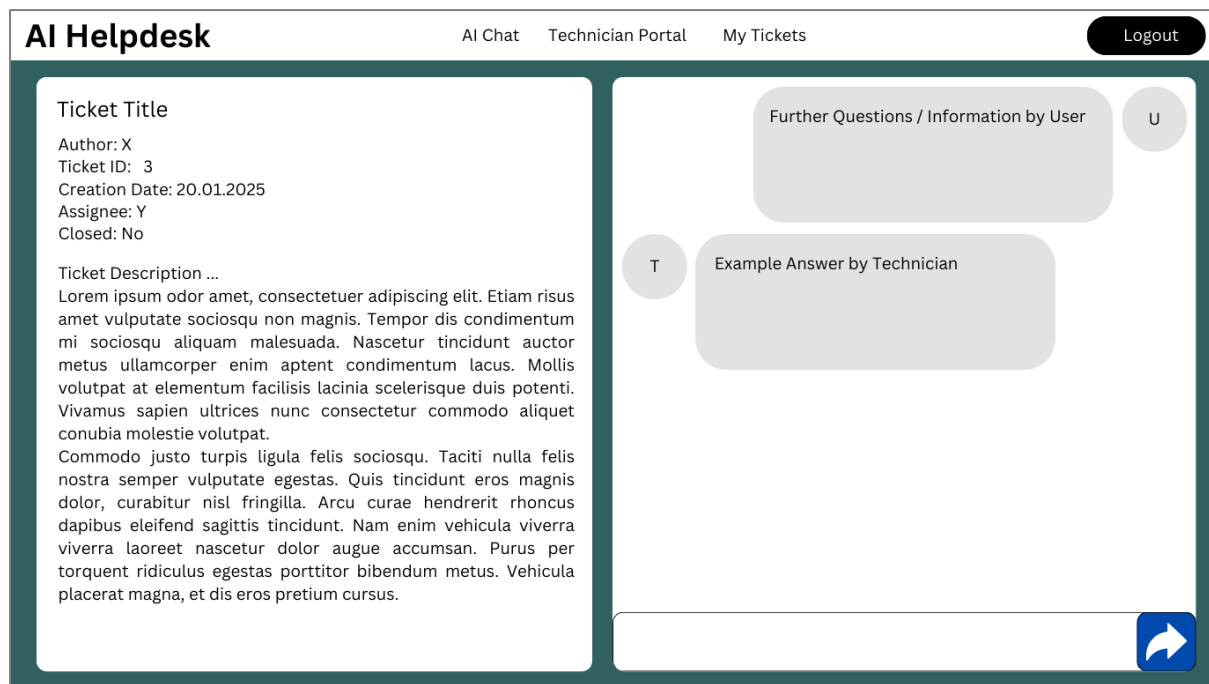 AI Helpdesk
AI Chat
Technician Portal
My Tickets
Logout
Ticket Title
Author: X
Ticket ID: 3
Creation Date: 20.01.2025
Assignee: Y
Closed: No
Ticket Description ...
Lorem ipsum odor amet, consectetuer adipiscing elit. Etiam risus
amet vulputate sociosqu non magnis. Tempor dis condimentum
mi sociosqu aliquam malesuada. Nascetur tincidunt auctor
metus ullamcorper enim aptent condimentum lacus. Mollis
volutpat at elementum facilisis lacinia scelerisque duis potenti.
Vivamus sapien ultrices nunc consectetur commodo aliquet
conubia molestie volutpat.
Commodo justo turpis ligula felis sociosqu. Taciti nulla felis
nostra semper vulputate egestas. Quis tincidunt eros magnis
dolor, curabitur nisl fringilla. Arcu curae hendrerit rhoncus
dapibus eleifend sagittis tincidunt. Nam enim vehicula viverra
viverra laoreet nascetur dolor augue accumsan. Purus per
torquent ridiculus egestas porttitor bibendum metus. Vehicula
placerat magna, et dis eros pretium cursus.
Further Questions / Information by User
U
T
Example Answer by Technician